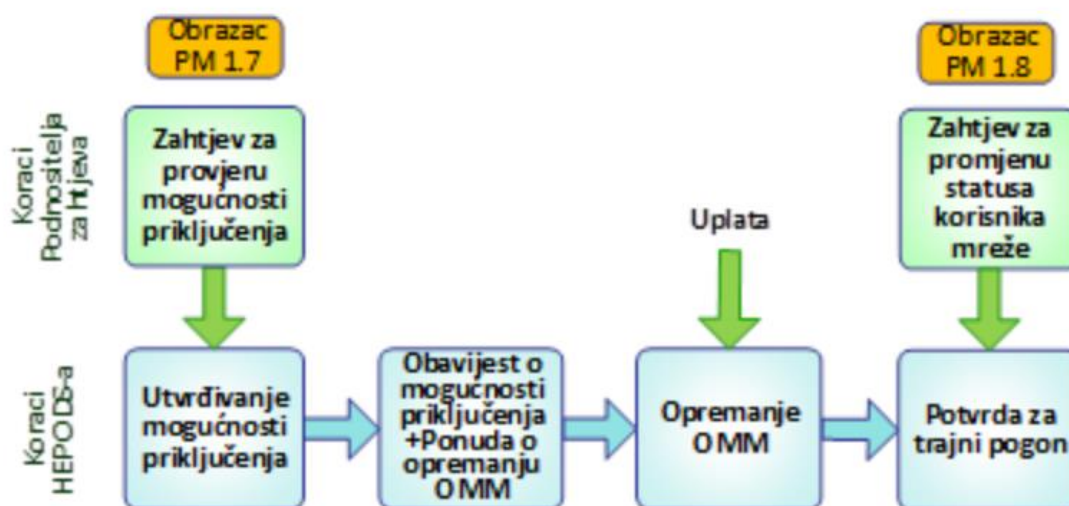 Obrazac
PM 1.7
Obrazac
PM 1.8
Koraci
Podnositelja
zahtjeva
Zahtjev za
provjeru
mogućnosti
priključenja
Uplata
Zahtjev za
promjenu
statusa
korisnika
mreže
Koraci
HEPODS-a
Utvrđivanje
mogućnosti
priključenja
Obavijest o
mogućnosti
priključenja
+Ponuda o
opremanju
OMM
Opremanje
OMM
Potvrda za
trajni pogon